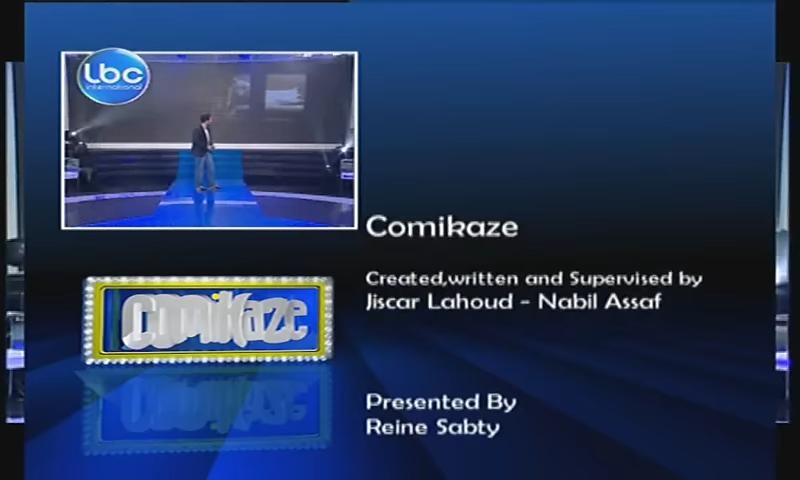 Lbc
international
Comikaze
Created,written and Supervised by
Jiscar Lahoud - Nabil Assaf
comikaze
Presented By
Reine Sabty